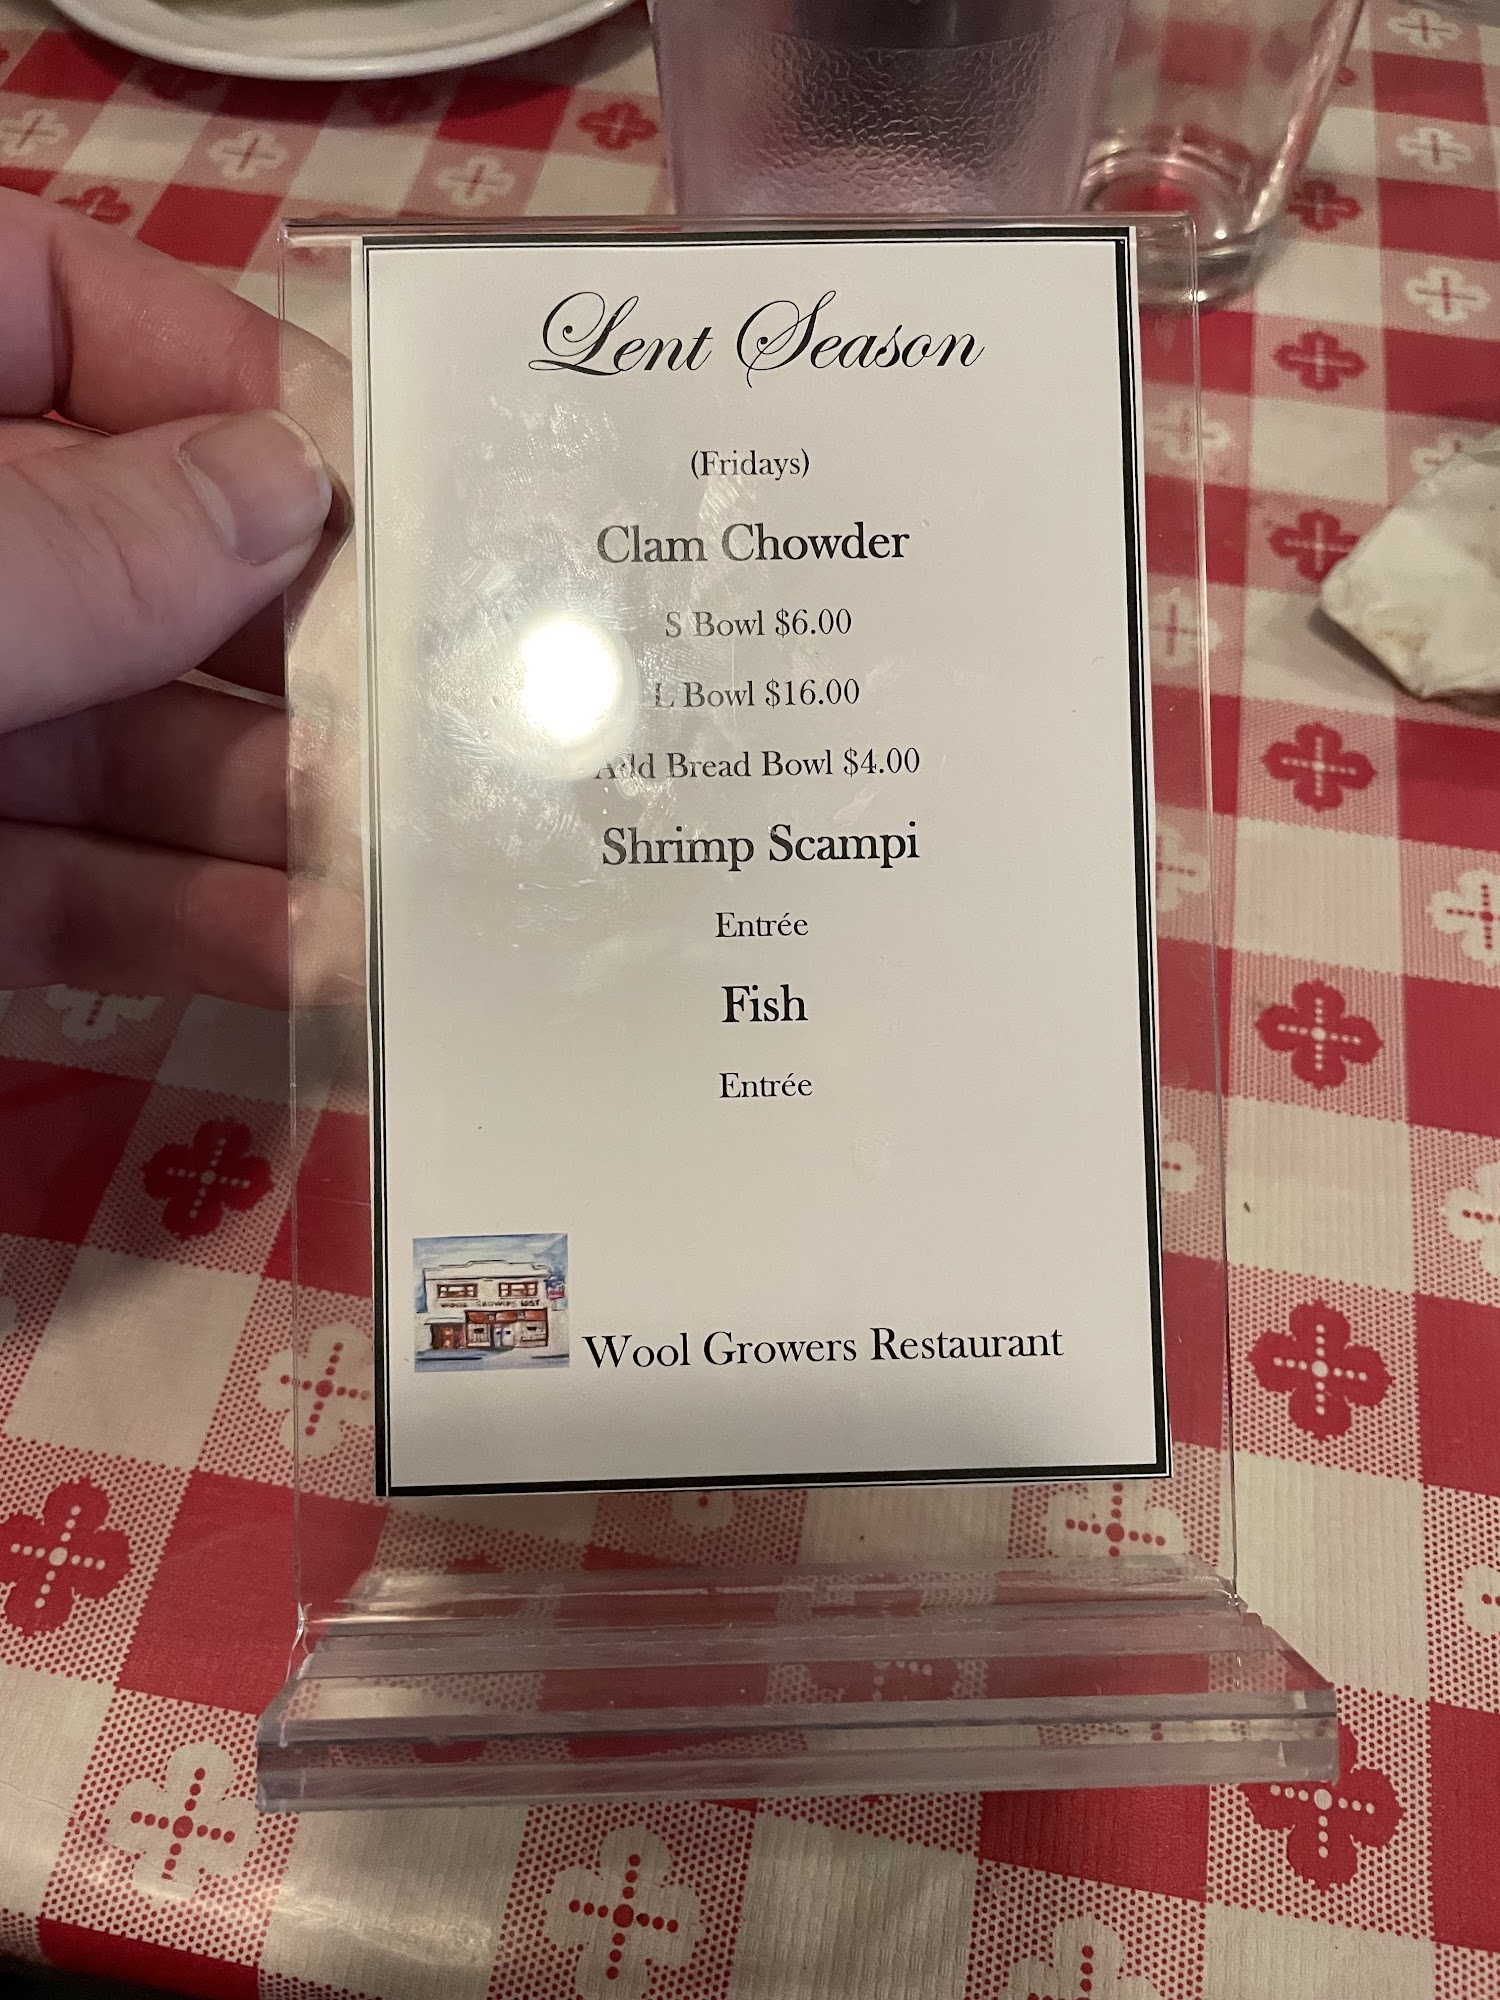 Lent Season
(Fridays)
Clam Chowder
S Bowl $6.00
L Bowl $16.00
Add Bread Bowl $4.00
Shrimp Scampi
Entrée
Fish
Entrée
Wool Growers Restaurant